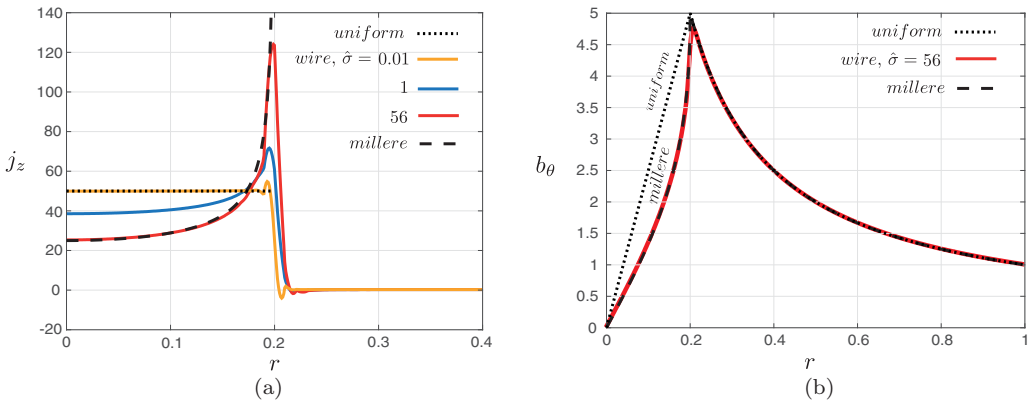 140
120
100
80
60
40
20
0
-20
j_z
uniform
wire, σ̂ = 0.01
1
56
millere
0
0.1
0.2
0.3
0.4
r
(a)
5
4.5
4
3.5
3
2.5
2
1.5
1
0.5
0
b_θ
uniform
wire, σ̂ = 56
millere
uniform
millere
0
0.2
0.4
0.6
0.8
1
r
(b)